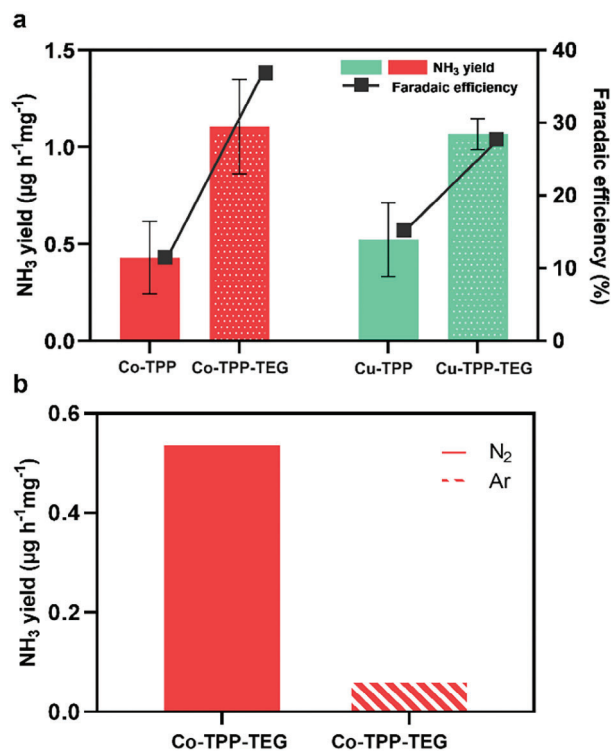 a
NH₃ yield (µg h⁻¹mg⁻¹)
1.5
1.0
0.5
0.0
NH₃ yield
Faradaic efficiency
40
30
20
10
0
Faradaic efficiency (%)
Co-TPP Co-TPP-TEG Cu-TPP Cu-TPP-TEG
b
NH₃ yield (µg h⁻¹mg⁻¹)
0.6
0.4
0.2
0.0
N₂
Ar
Co-TPP-TEG Co-TPP-TEG